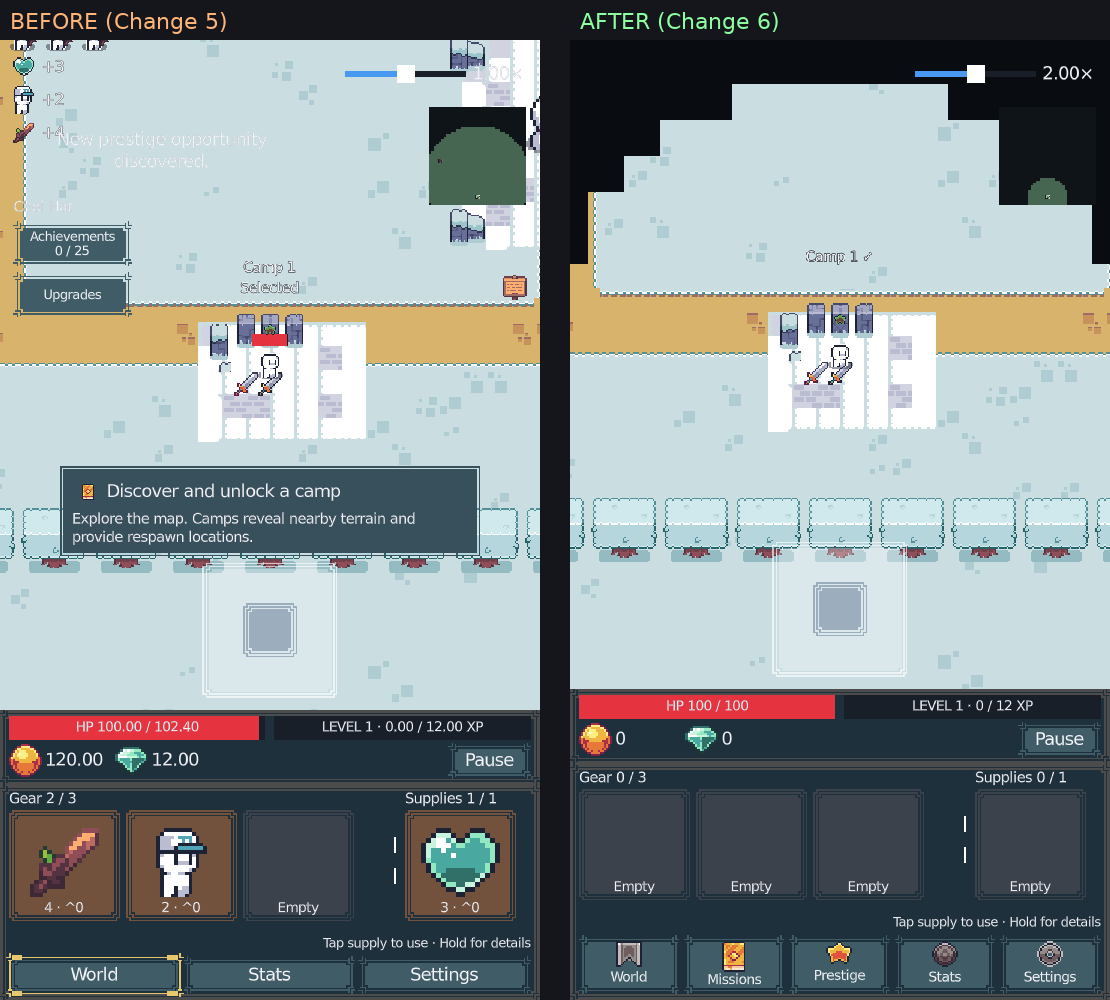 BEFORE (Change 5)
+3
1.00×
+2
+4
New prestige opportunity
discovered.
Achievements
0 / 25
Camp 1
Selected
Upgrades
Discover and unlock a camp
Explore the map. Camps reveal nearby terrain and
provide respawn locations.
HP 100.00 / 102.40
LEVEL 1 · 0.00 / 12.00 XP
120.00
12.00
Pause
Gear 2 / 3
Supplies 1 / 1
4 · ^0
2 · ^0
Empty
3 · ^0
Tap supply to use · Hold for details
World
Stats
Settings
AFTER (Change 6)
2.00×
Camp 1 ✓
HP 100 / 100
LEVEL 1 · 0 / 12 XP
0
0
Pause
Gear 0 / 3
Supplies 0 / 1
Empty
Empty
Empty
Empty
Tap supply to use · Hold for details
World
Missions
Prestige
Stats
Settings